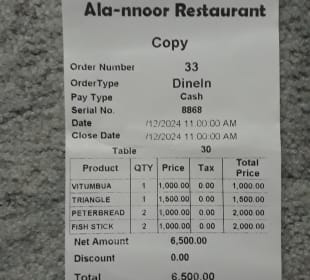 Ala-nnoor Restaurant
Copy
Order Number 33
OrderType DineIn
Pay Type Cash
Serial No. 8868
Date /12/2024 11:00:00 AM
Close Date /12/2024 11:00:00 AM
Table 30
Product QTY Price Tax Total Price
VITUMBUA 1 1,000.00 0.00 1,000.00
TRIANGLE 1 1,500.00 0.00 1,500.00
PETERBREAD 2 1,000.00 0.00 2,000.00
FISH STICK 2 1,000.00 0.00 2,000.00
Net Amount 6,500.00
Discount 0.00
Total 6,500.00